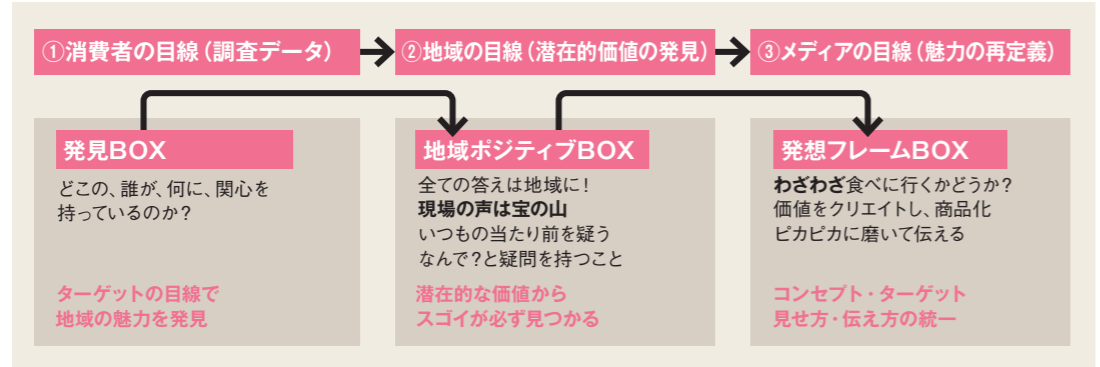 ①消費者の目線(調査データ)
②地域の目線(潜在的価値の発見)
③メディアの目線(魅力の再定義)
発見BOX
どこの、誰が、何に、関心を
持っているのか?
ターゲットの目線で
地域の魅力を発見
地域ポジティブBOX
全ての答えは地域に!
現場の声は宝の山
いつもの当たり前を疑う
なんで?と疑問を持つこと
潜在的な価値から
スゴイが必ず見つかる
発想フレームBOX
わざわざ食べに行くかどうか?
価値をクリエイトし、商品化
ピカピカに磨いて伝える
コンセプト・ターゲット
見せ方・伝え方の統一